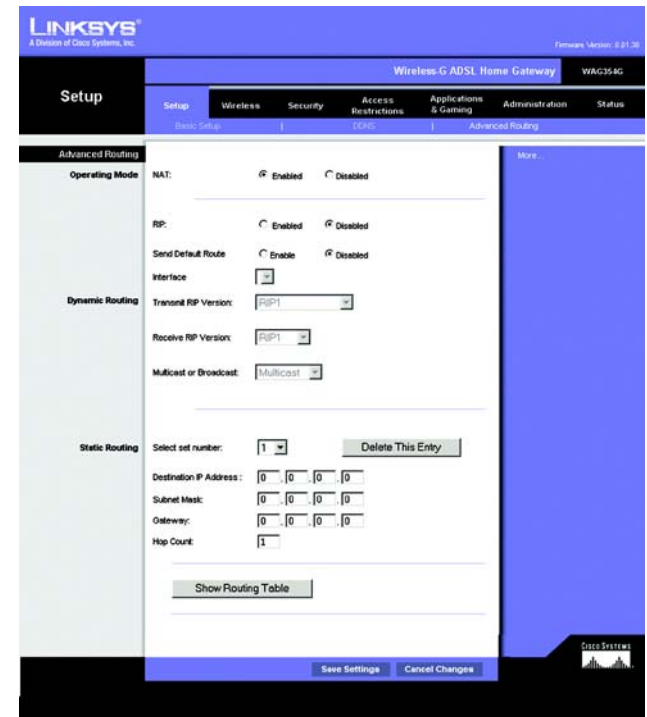 LINKSYS®
A Division of Cisco Systems, Inc.
Firmware Version: 8.01.38
Wireless-G ADSL Home Gateway WAG354G
Setup
Setup Wireless Security Access Restrictions Applications & Gaming Administration Status
Basic Setup | DDNS | Advanced Routing
Advanced Routing
More...
Operating Mode NAT: Enabled Disabled
RIP: Enabled Disabled
Send Default Route Enable Disabled
Interface
Dynamic Routing Transmit RIP Version: RIP1
Receive RIP Version: RIP1
Multicast or Broadcast: Multicast
Static Routing Select set number: 1 Delete This Entry
Destination IP Address : 0 . 0 . 0 . 0
Subnet Mask: 0 . 0 . 0 . 0
Gateway: 0 . 0 . 0 . 0
Hop Count: 1
Show Routing Table
Save Settings Cancel Changes
CISCO SYSTEMS